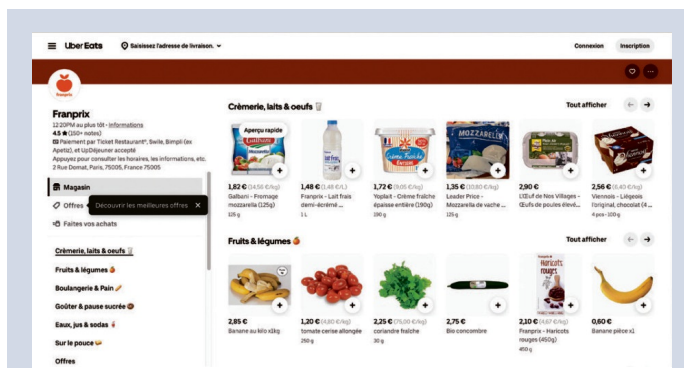 Uber Eats
Saisissez l'adresse de livraison.
Connexion
Inscription
franprix
Franprix
12:20PM au plus tôt • Informations
4.5 ★ (150+ notes)
Paiement par Ticket Restaurant®, Swile, Bimpli (ex
Apetiz), et UpDéjeuner accepté
Appuyez pour consulter les horaires, les informations, etc.
2 Rue Domat, Paris, 75005, France 75005
Magasin
Offres
Découvrir les meilleures offres ✕
Faites vos achats
Crèmerie, laits & oeufs
Fruits & légumes
Boulangerie & Pain
Goûter & pause sucrée
Eaux, jus & sodas
Sur le pouce
Offres
Crèmerie, laits & oeufs
Tout afficher
Aperçu rapide
Galbani
Mozzarella
Crème Fraîche
MOZZARELLA
1,82 € (14,56 €/kg)
Galbani - Fromage
mozzarella (125g)
125 g
1,48 € (1,48 €/L)
Franprix - Lait frais
demi-écrémé ...
1 L
1,72 € (9,05 €/kg)
Yoplait - Crème fraîche
épaisse entière (190g)
190 g
1,35 € (10,80 €/kg)
Leader Price -
Mozzarella de vache ...
125 g
2,90 €
L'Œuf de Nos Villages -
Œufs de poules élevé...
2,56 € (6,40 €/kg)
Viennois - Liégeois
l'original, chocolat (4 ...
4 pcs • 100 g
Fruits & légumes
Tout afficher
Haricots
rouges
2,85 €
Banane au kilo x1kg
1,20 € (4,80 €/kg)
tomate cerise allongée
250 g
2,25 € (75,00 €/kg)
coriandre fraîche
30 g
2,75 €
Bio concombre
2,10 € (4,67 €/kg)
Franprix - Haricots
rouges (450g)
450 g
0,60 €
Banane pièce x1